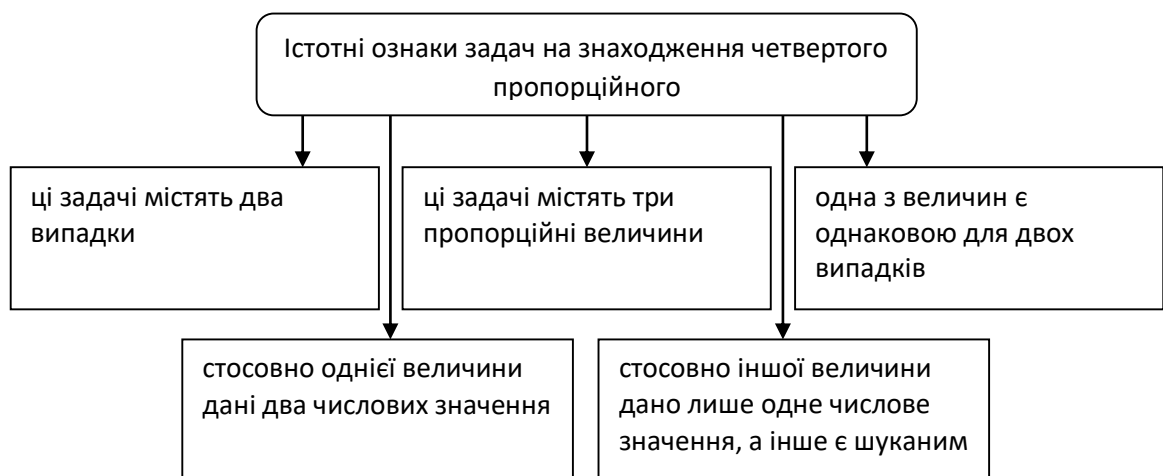 Істотні ознаки задач на знаходження четвертого
пропорційного
ці задачі містять два
випадки
ці задачі містять три
пропорційні величини
одна з величин є
однаковою для двох
випадків
стосовно однієї величини
дані два числових значення
стосовно іншої величини
дано лише одне числове
значення, а інше є шуканим